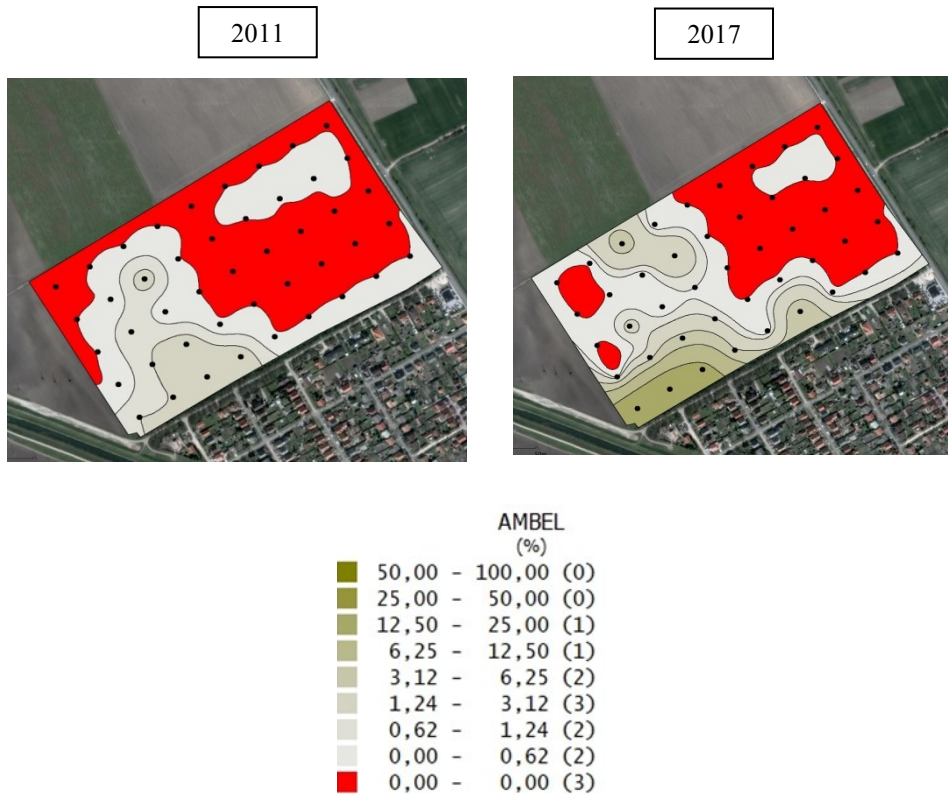 2011
2017
AMBEL
(%)
50,00 - 100,00 (0)
25,00 - 50,00 (0)
12,50 - 25,00 (1)
6,25 - 12,50 (1)
3,12 - 6,25 (2)
1,24 - 3,12 (3)
0,62 - 1,24 (2)
0,00 - 0,62 (2)
0,00 - 0,00 (3)